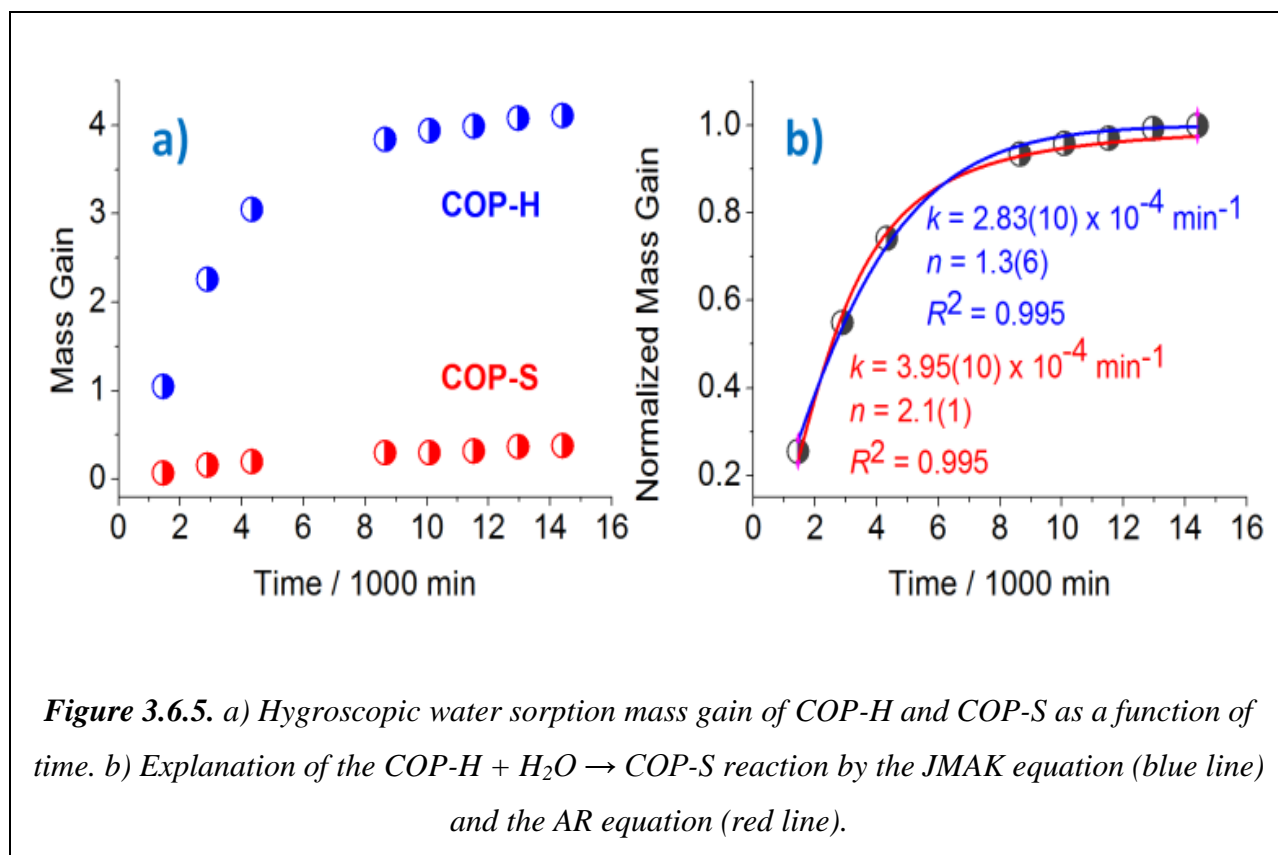 a)
COP-H
COP-S
Mass Gain
4
3
2
1
0
0 2 4 6 8 10 12 14 16
Time / 1000 min
b)
k = 2.83(10) x 10⁻⁴ min⁻¹
n = 1.3(6)
R² = 0.995
k = 3.95(10) x 10⁻⁴ min⁻¹
n = 2.1(1)
R² = 0.995
Normalized Mass Gain
1.0
0.8
0.6
0.4
0.2
0 2 4 6 8 10 12 14 16
Time / 1000 min
Figure 3.6.5. a) Hygroscopic water sorption mass gain of COP-H and COP-S as a function of
time. b) Explanation of the COP-H + H₂O → COP-S reaction by the JMAK equation (blue line)
and the AR equation (red line).